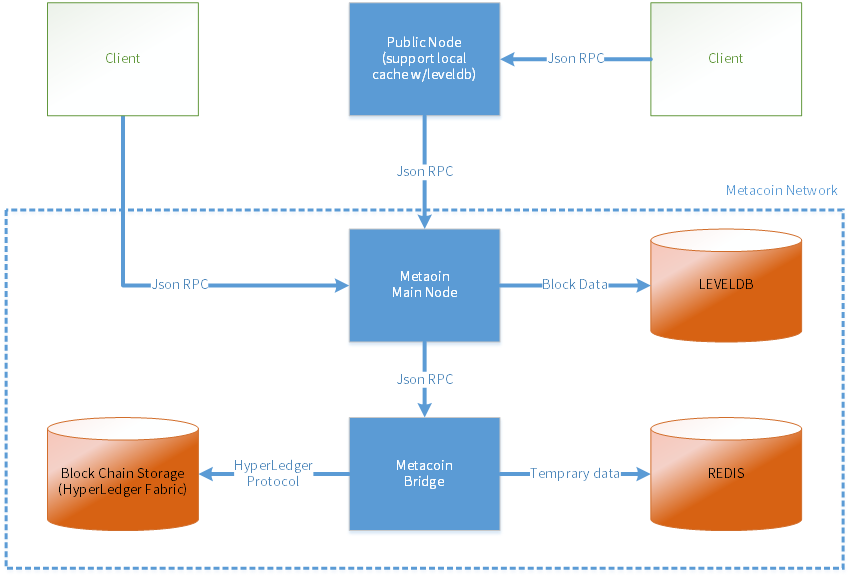 Client
Public Node
(support local
cache w/leveldb)
Json RPC
Client
Json RPC
Metacoin Network
Metaoin
Main Node
Json RPC
Block Data
LEVELDB
Json RPC
Block Chain Storage
(HyperLedger Fabric)
HyperLedger
Protocol
Metacoin
Bridge
Temprary data
REDIS